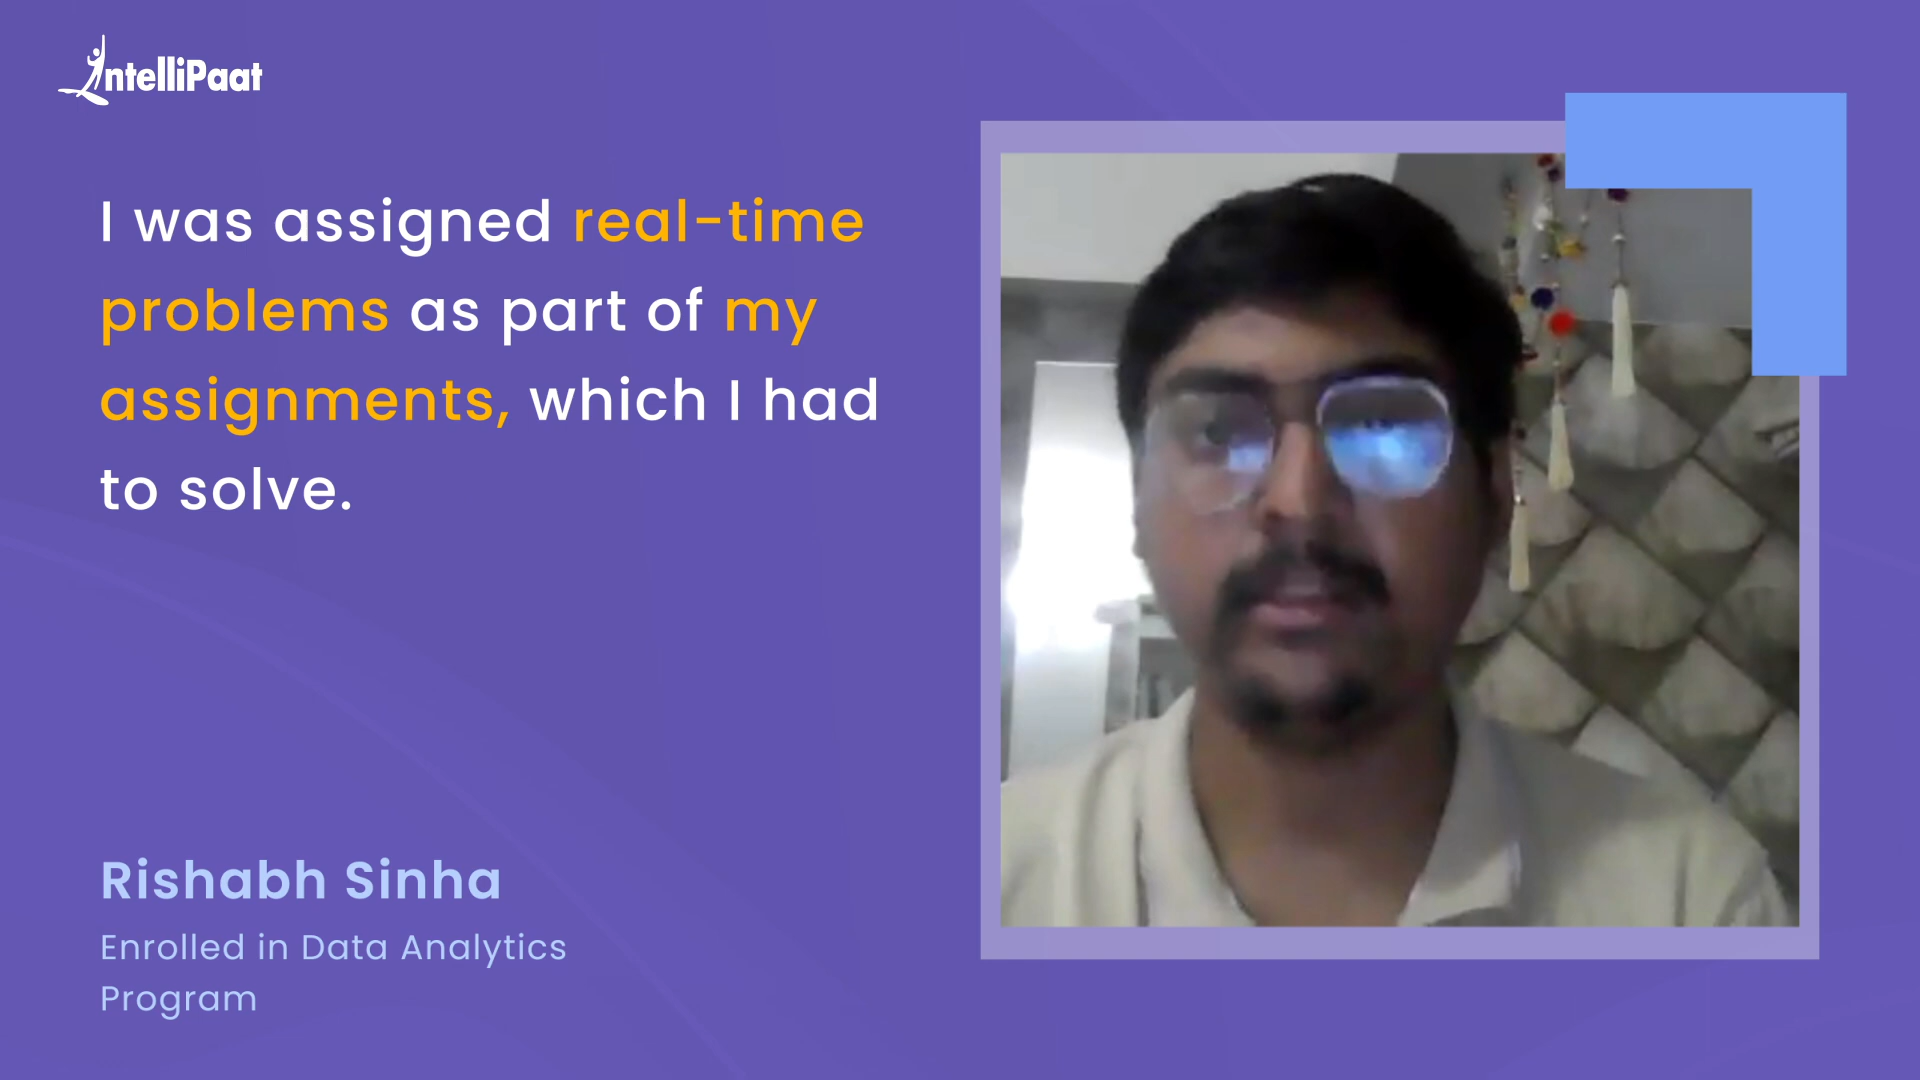 IntelliPaat
I was assigned real-time
problems as part of my
assignments, which I had
to solve.
Rishabh Sinha
Enrolled in Data Analytics
Program